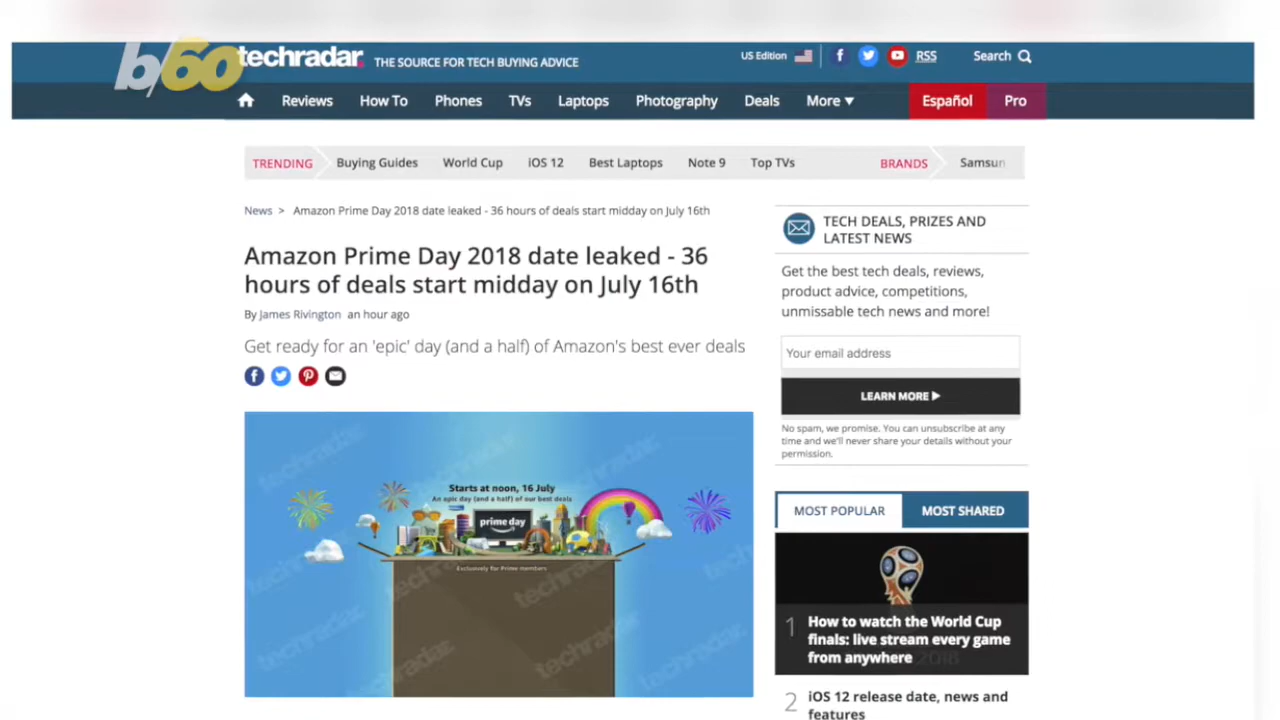 b/60
techradar.
THE SOURCE FOR TECH BUYING ADVICE
US Edition
RSS
Search
Reviews How To Phones TVs Laptops Photography Deals More Español Pro
TRENDING Buying Guides World Cup iOS 12 Best Laptops Note 9 Top TVs BRANDS Samsun
News > Amazon Prime Day 2018 date leaked - 36 hours of deals start midday on July 16th
Amazon Prime Day 2018 date leaked - 36
hours of deals start midday on July 16th
By James Rivington an hour ago
Get ready for an 'epic' day (and a half) of Amazon's best ever deals
techradar.
Starts at noon, 16 July
An epic day (and a half) of our best deals
prime day
Exclusively for Prime members
TECH DEALS, PRIZES AND
LATEST NEWS
Get the best tech deals, reviews,
product advice, competitions,
unmissable tech news and more!
Your email address
LEARN MORE
No spam, we promise. You can unsubscribe at any
time and we'll never share your details without your
permission.
MOST POPULAR MOST SHARED
1 How to watch the World Cup
finals: live stream every game
from anywhere
2 iOS 12 release date, news and
features